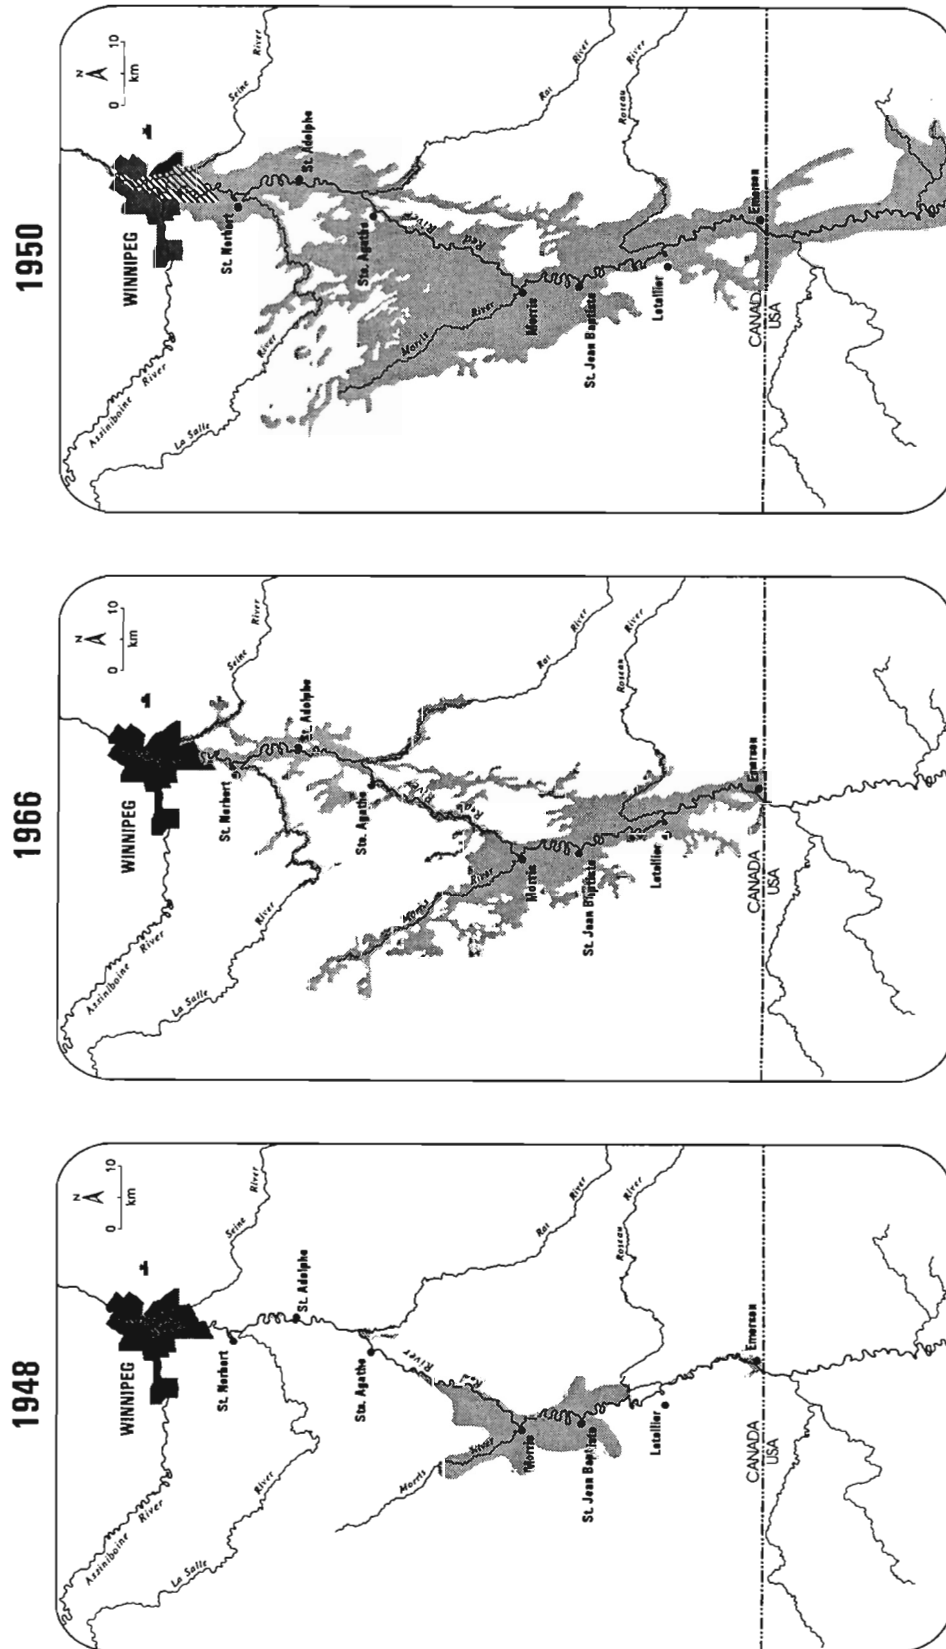 1948
WINNIPEG
N
0 10
km
Assiniboine River
Seine River
La Salle River
St. Norbert
St. Adolphe
Ste. Agathe
Red River
Rat River
Morris River
Morris
St. Jean Baptiste
Roseau River
Letellier
Emerson
CANADA
USA
1966
WINNIPEG
N
0 10
km
Assiniboine River
Seine River
La Salle River
St. Norbert
St. Adolphe
Ste. Agathe
Red River
Rat River
Morris River
Morris
St. Jean Baptiste
Roseau River
Letellier
Emerson
CANADA
USA
1950
WINNIPEG
N
0 10
km
Assiniboine River
Seine River
La Salle River
St. Norbert
St. Adolphe
Ste. Agathe
Red River
Rat River
Morris River
Morris
St. Jean Baptiste
Roseau River
Letellier
Emerson
CANADA
USA